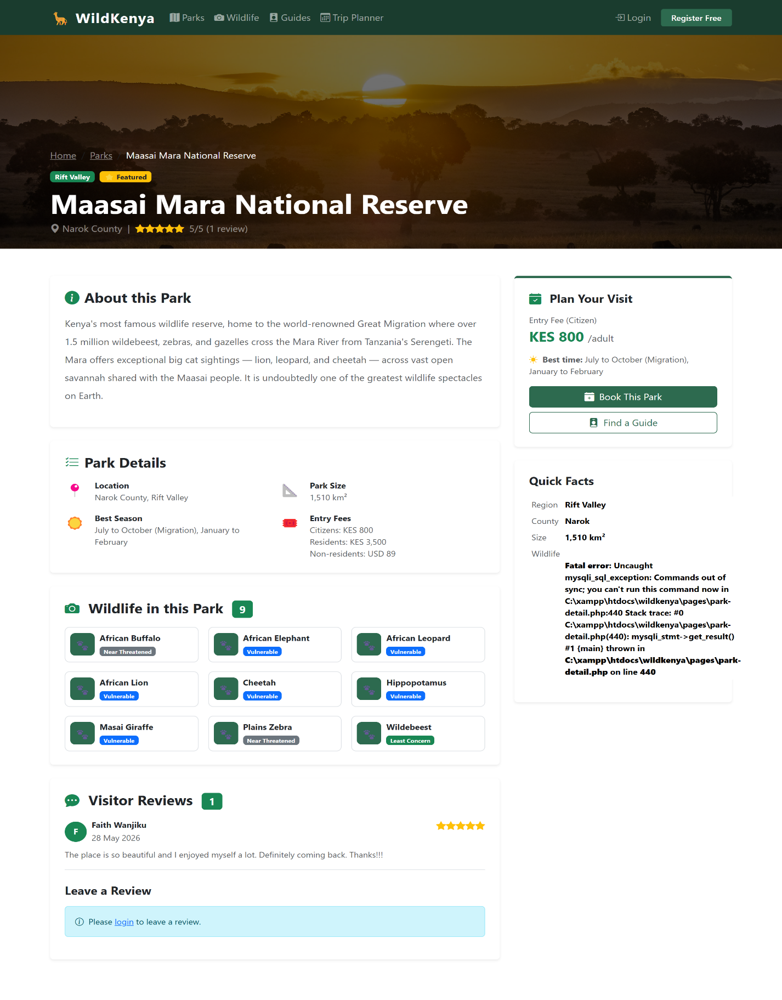 WildKenya
Parks
Wildlife
Guides
Trip Planner
Login
Register Free
Home / Parks / Maasai Mara National Reserve
Rift Valley
Featured
Maasai Mara National Reserve
Narok County | 5/5 (1 review)
About this Park
Kenya's most famous wildlife reserve, home to the world-renowned Great Migration where over
1.5 million wildebeest, zebras, and gazelles cross the Mara River from Tanzania's Serengeti. The
Mara offers exceptional big cat sightings — lion, leopard, and cheetah — across vast open
savannah shared with the Maasai people. It is undoubtedly one of the greatest wildlife spectacles
on Earth.
Park Details
Location
Narok County, Rift Valley
Park Size
1,510 km²
Best Season
July to October (Migration), January to
February
Entry Fees
Citizens: KES 800
Residents: KES 3,500
Non-residents: USD 89
Wildlife in this Park 9
African Buffalo
Near Threatened
African Elephant
Vulnerable
African Leopard
Vulnerable
African Lion
Vulnerable
Cheetah
Vulnerable
Hippopotamus
Vulnerable
Masai Giraffe
Vulnerable
Plains Zebra
Near Threatened
Wildebeest
Least Concern
Visitor Reviews 1
F
Faith Wanjiku
28 May 2026
The place is so beautiful and I enjoyed myself a lot. Definitely coming back. Thanks!!!
Leave a Review
Please login to leave a review.
Plan Your Visit
Entry Fee (Citizen)
KES 800 /adult
Best time: July to October (Migration),
January to February
Book This Park
Find a Guide
Quick Facts
Region Rift Valley
County Narok
Size 1,510 km²
Wildlife
Fatal error: Uncaught
mysqli_sql_exception: Commands out of
sync; you can't run this command now in
C:\xampp\htdocs\wildkenya\pages\park-
detail.php:440 Stack trace: #0
C:\xampp\htdocs\wildkenya\pages\park-
detail.php(440): mysqli_stmt->get_result()
#1 {main} thrown in
C:\xampp\htdocs\wildkenya\pages\park-
detail.php on line 440